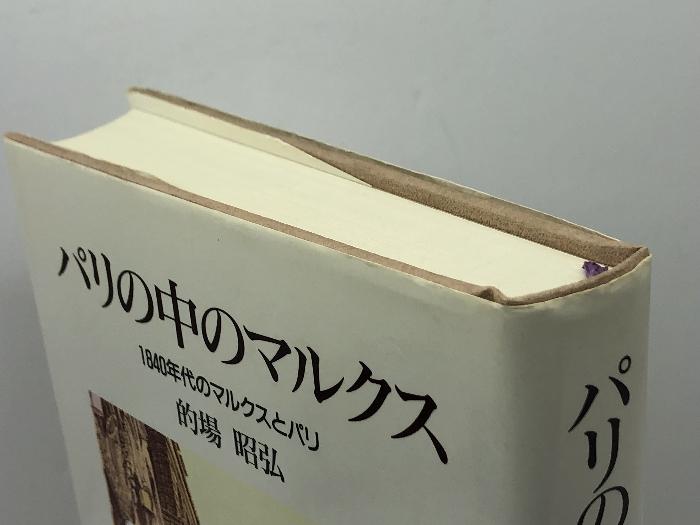 パリの中のマルクス
1840年代のマルクスとパリ
的場 昭弘
パリの